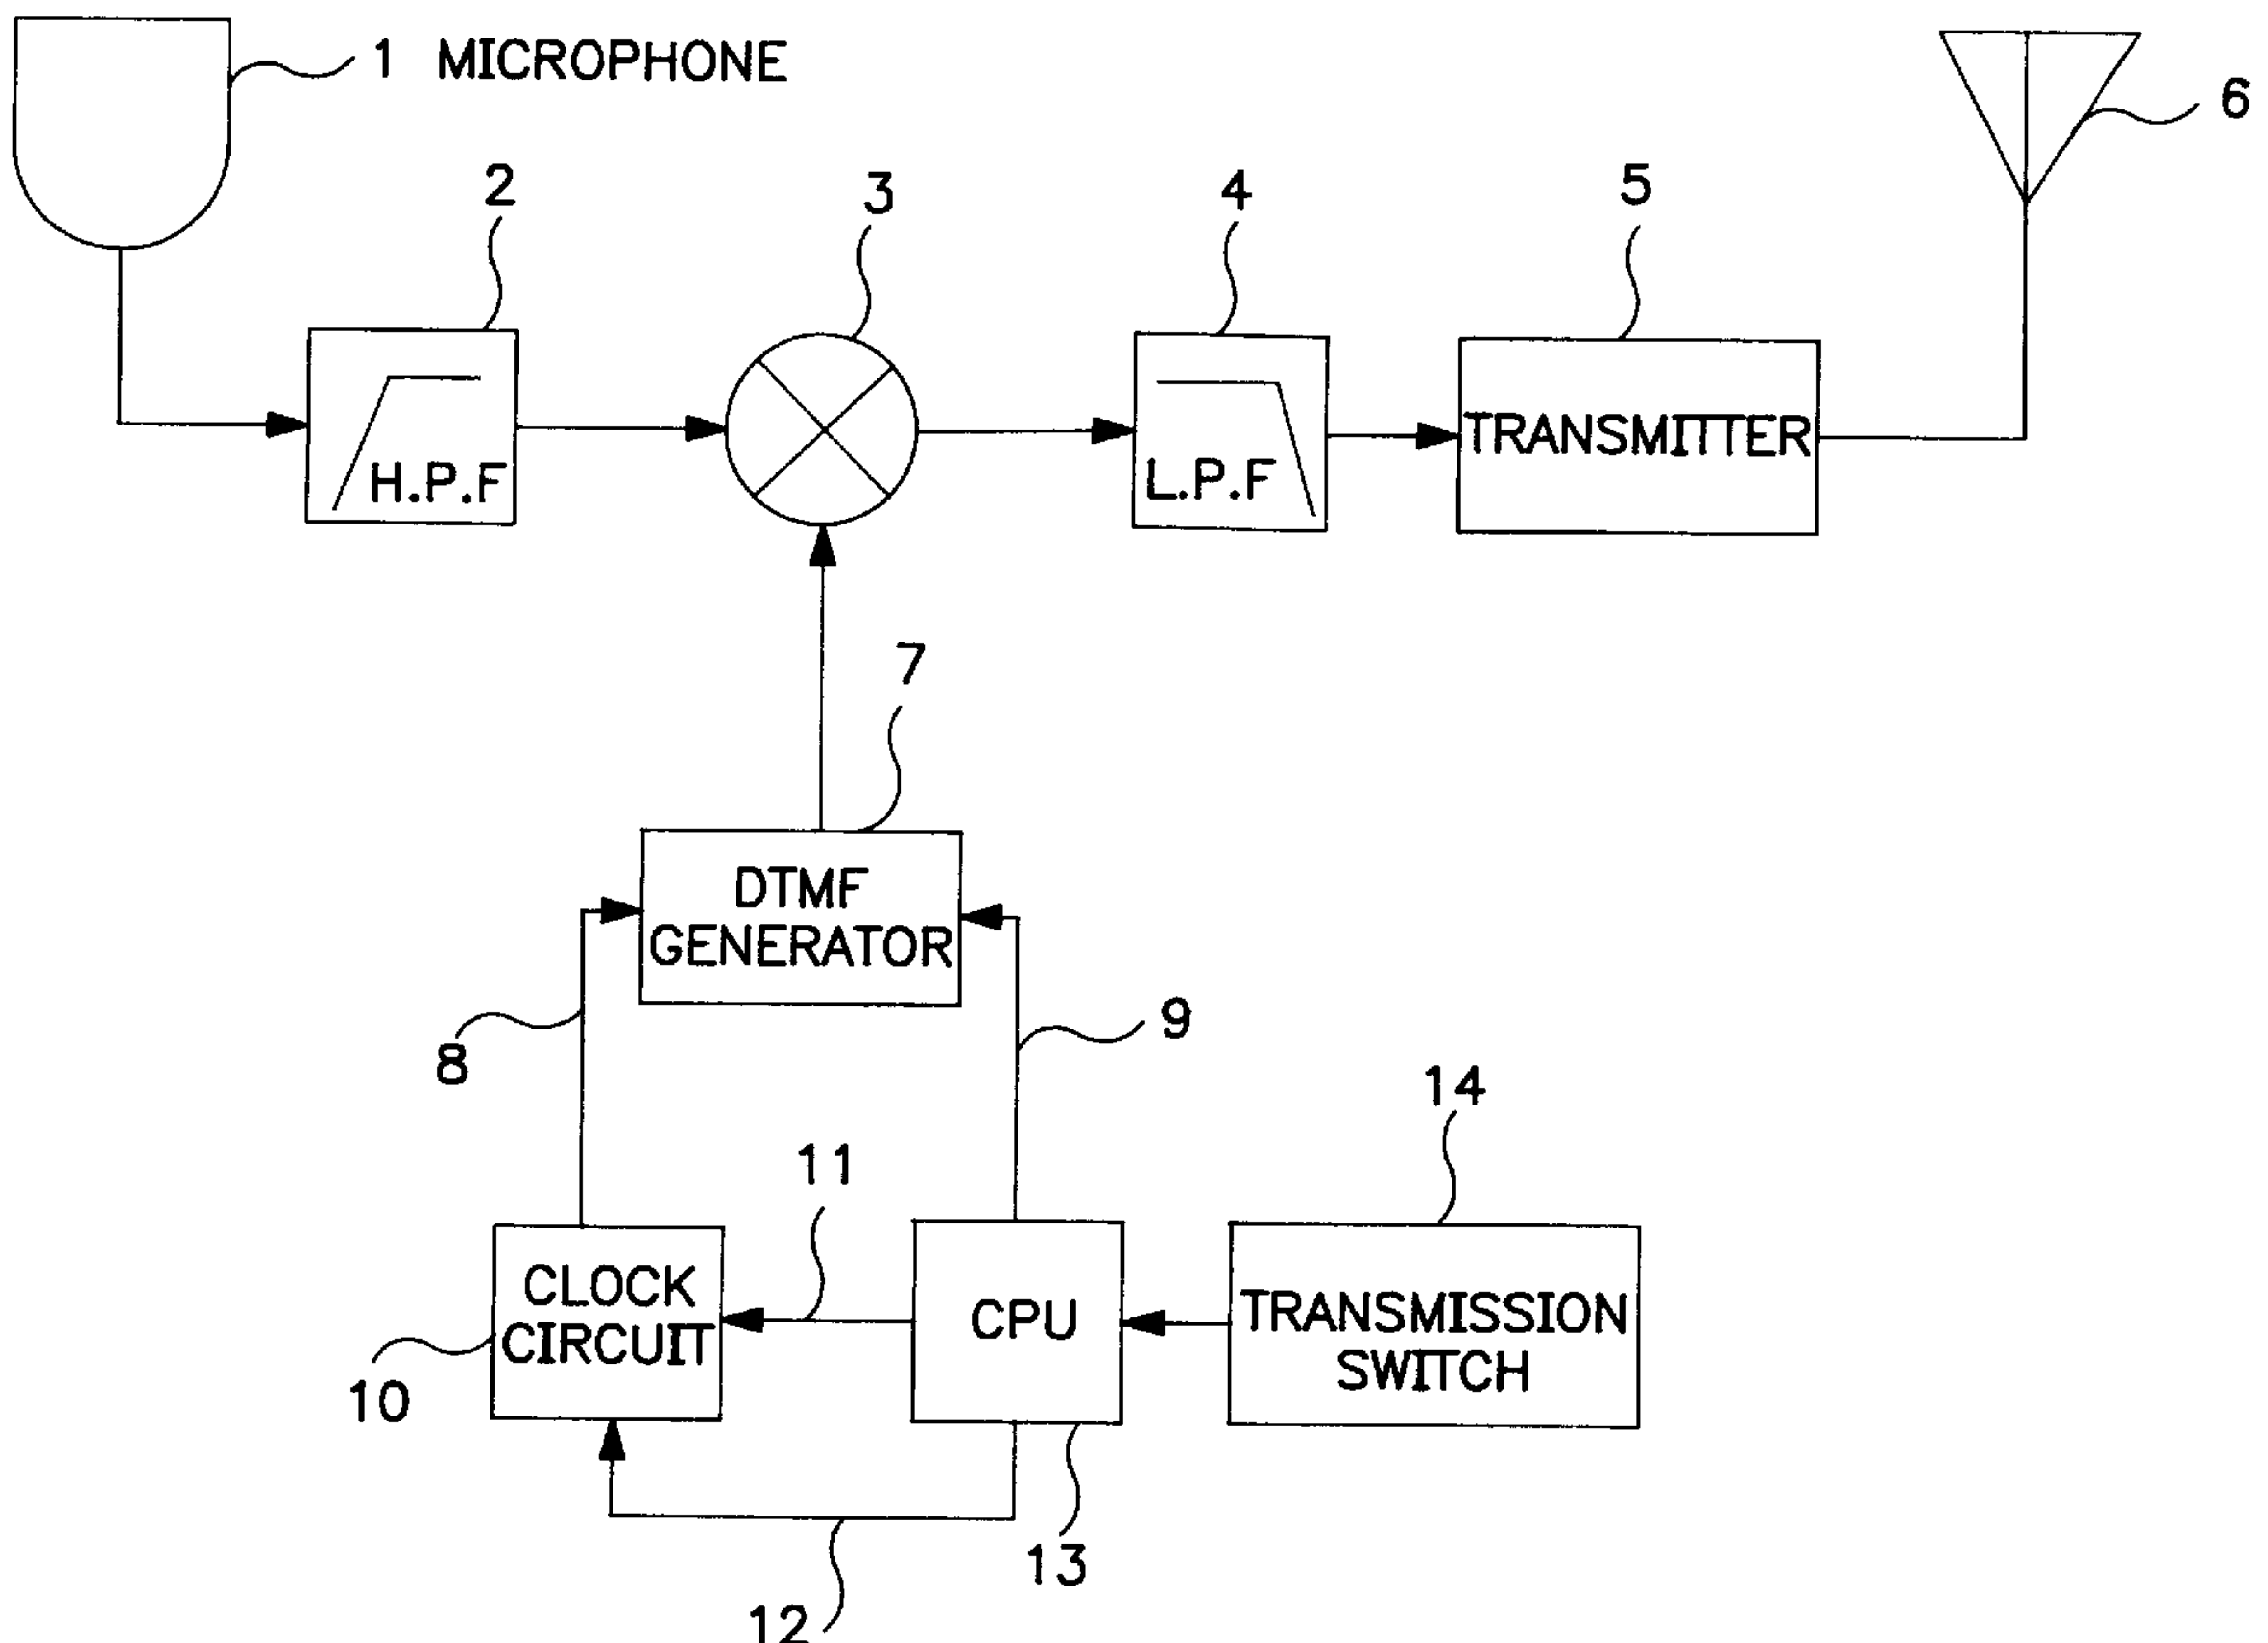 1 MICROPHONE
6
2
3
4
5
H.P.F
L.P.F
TRANSMITTER
7
DTMF
GENERATOR
8
9
14
11
CLOCK
CIRCUIT
CPU
TRANSMISSION
SWITCH
10
13
12